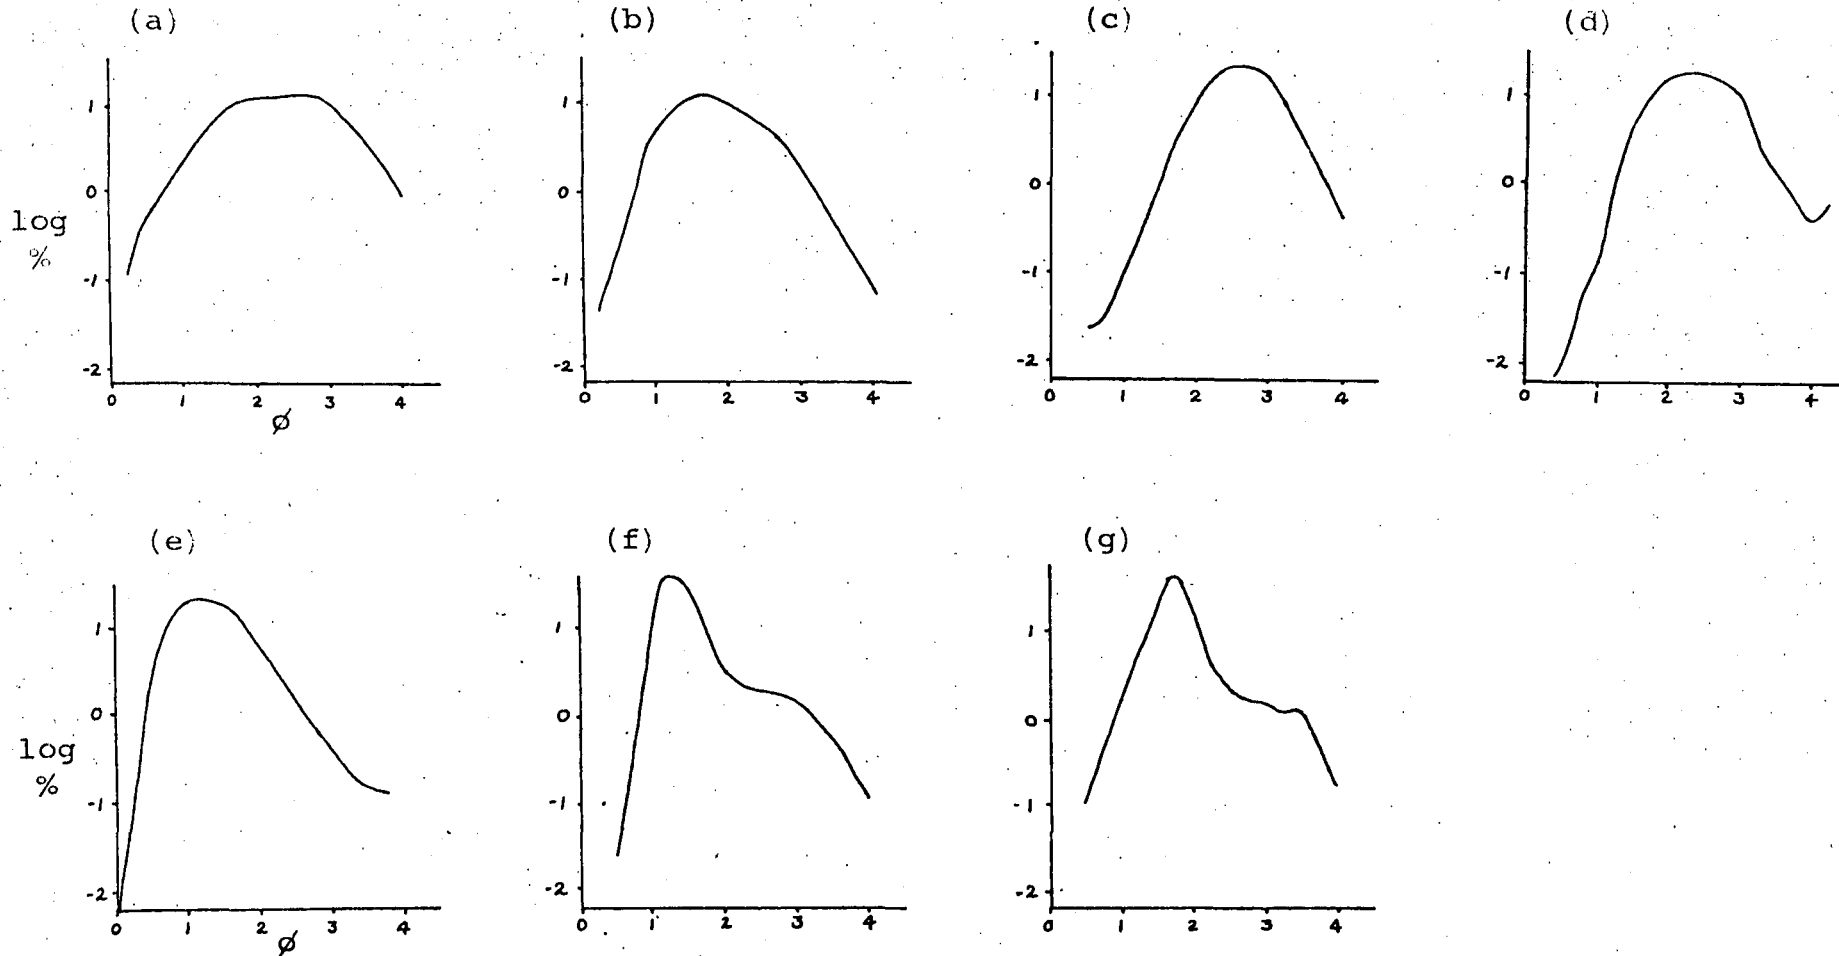 (a) (b) (c) (d)
1 1 1 1
0 0 0 0
log
%
-1 -1 -1 -1
-2 -2 -2 -2
0 1 2 3 4 0 1 2 3 4 0 1 2 3 4 0 1 2 3 4
ø
(e) (f) (g)
1 1 1
0 0 0
log
%
-1 -1 -1
-2 -2 -2
0 1 2 3 4 0 1 2 3 4 0 1 2 3 4
ø